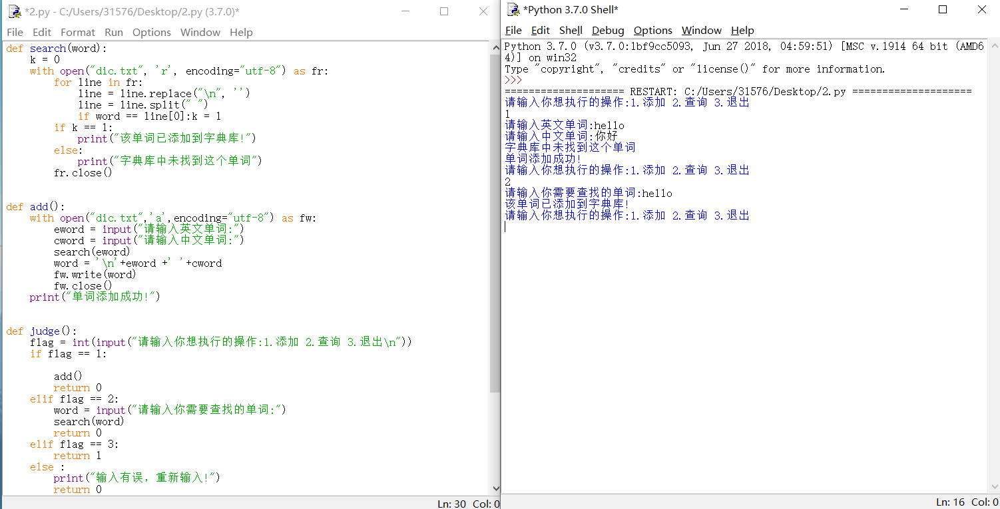 *2.py - C:/Users/31576/Desktop/2.py (3.7.0)*
File Edit Format Run Options Window Help
def search(word):
    k = 0
    with open("dic.txt", 'r', encoding="utf-8") as fr:
        for line in fr:
            line = line.replace("\n", '')
            line = line.split(" ")
            if word == line[0]:k = 1
        if k == 1:
            print("该单词已添加到字典库!")
        else:
            print("字典库中未找到这个单词")
        fr.close()
def add():
    with open("dic.txt",'a',encoding="utf-8") as fw:
        eword = input("请输入英文单词:")
        cword = input("请输入中文单词:")
        search(eword)
        word = '\n'+eword +' '+cword
        fw.write(word)
        fw.close()
    print("单词添加成功!")
def judge():
    flag = int(input("请输入你想执行的操作:1.添加 2.查询 3.退出\n"))
    if flag == 1:
        add()
        return 0
    elif flag == 2:
        word = input("请输入你需要查找的单词:")
        search(word)
        return 0
    elif flag == 3:
        return 1
    else :
        print("输入有误，重新输入!")
        return 0
Ln: 30 Col: 0
*Python 3.7.0 Shell*
File Edit Shell Debug Options Window Help
Python 3.7.0 (v3.7.0:1bf9cc5093, Jun 27 2018, 04:59:51) [MSC v.1914 64 bit (AMD6
4)] on win32
Type "copyright", "credits" or "license()" for more information.
>>>
==================== RESTART: C:/Users/31576/Desktop/2.py ====================
请输入你想执行的操作:1.添加 2.查询 3.退出
1
请输入英文单词:hello
请输入中文单词:你好
字典库中未找到这个单词
单词添加成功!
请输入你想执行的操作:1.添加 2.查询 3.退出
2
请输入你需要查找的单词:hello
该单词已添加到字典库!
请输入你想执行的操作:1.添加 2.查询 3.退出
Ln: 16 Col: 0